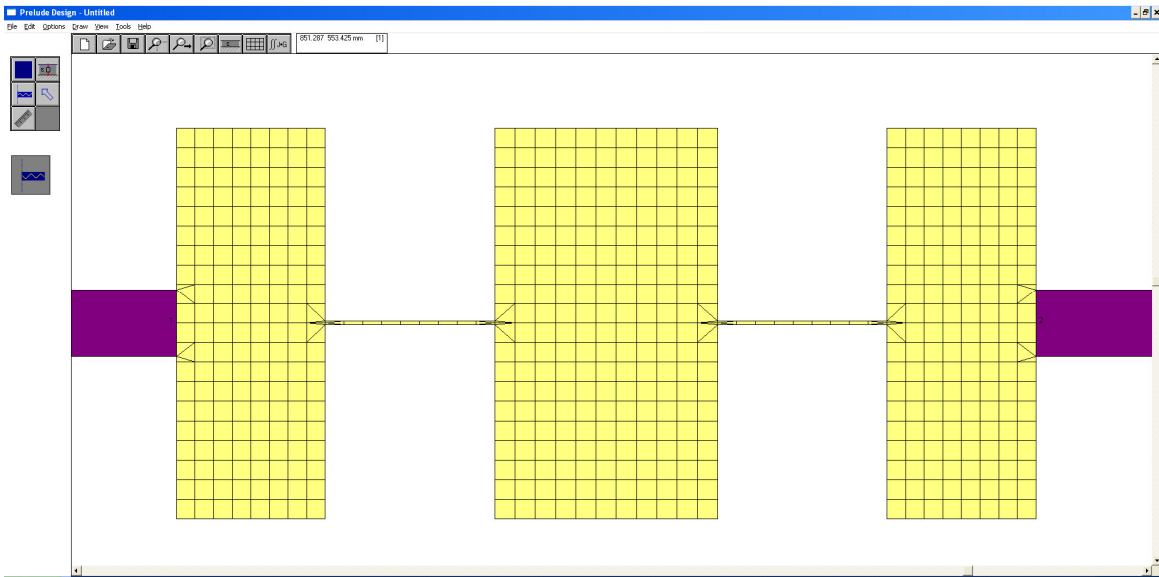 Prelude Design - Untitled
File Edit Options Draw View Tools Help
851.287 553.425 mm [1]
1
2